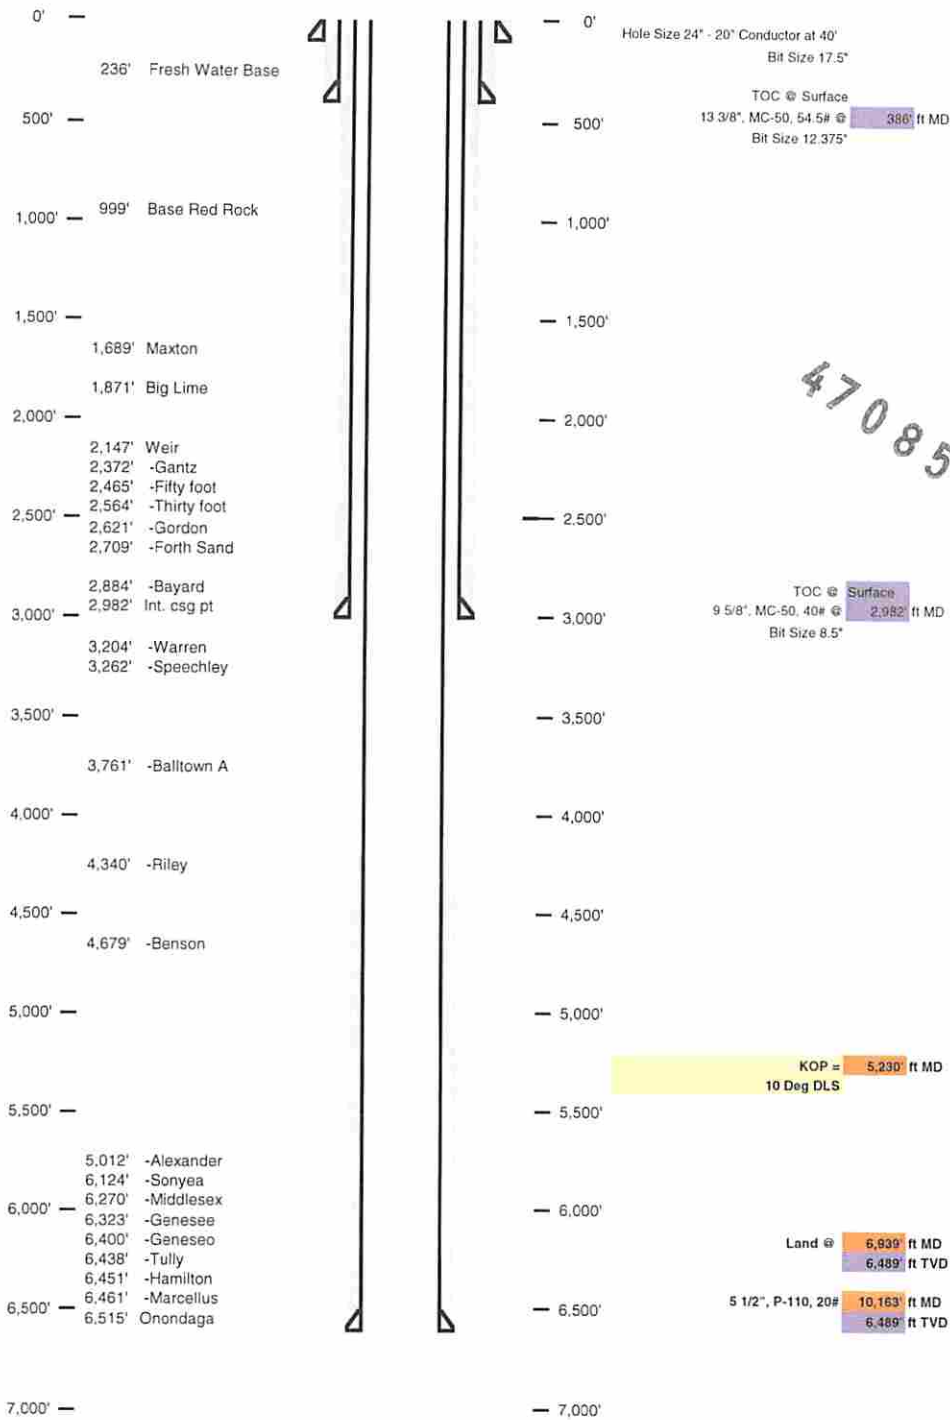 0'
236' Fresh Water Base
500'
1,000' 999' Base Red Rock
1,500'
1,689' Maxton
1,871' Big Lime
2,000'
2,147' Weir
2,372' -Gantz
2,465' -Fifty foot
2,564' -Thirty foot
2,500'
2,621' -Gordon
2,709' -Forth Sand
2,884' -Bayard
2,982' Int. csg pt
3,000'
3,204' -Warren
3,262' -Speechley
3,500'
3,761' -Balltown A
4,000'
4,340' -Riley
4,500'
4,679' -Benson
5,000'
5,500'
5,012' -Alexander
6,124' -Sonyea
6,270' -Middlesex
6,000'
6,323' -Genesee
6,400' -Geneseo
6,438' -Tully
6,451' -Hamilton
6,461' -Marcellus
6,500'
6,515' Onondaga
7,000'
0'
500'
1,000'
1,500'
2,000'
2,500'
3,000'
3,500'
4,000'
4,500'
5,000'
5,500'
6,000'
6,500'
7,000'
Hole Size 24" - 20" Conductor at 40'
Bit Size 17.5"
TOC @ Surface
13 3/8", MC-50, 54.5# @ 386' ft MD
Bit Size 12.375"
47085
TOC @ Surface
9 5/8", MC-50, 40# @ 2,982' ft MD
Bit Size 8.5"
KOP = 5,230' ft MD
10 Deg DLS
Land @ 6,939' ft MD
6,489' ft TVD
5 1/2", P-110, 20# 10,163' ft MD
6,489' ft TVD